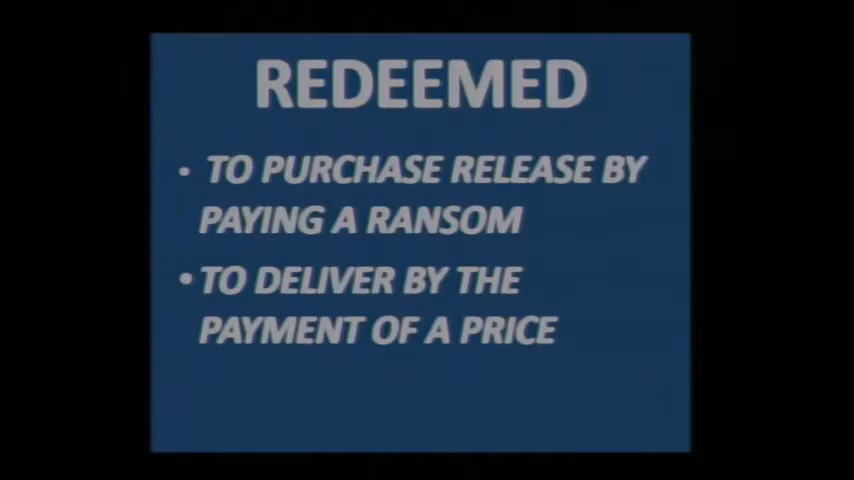 REDEEMED
• TO PURCHASE RELEASE BY
PAYING A RANSOM
• TO DELIVER BY THE
PAYMENT OF A PRICE